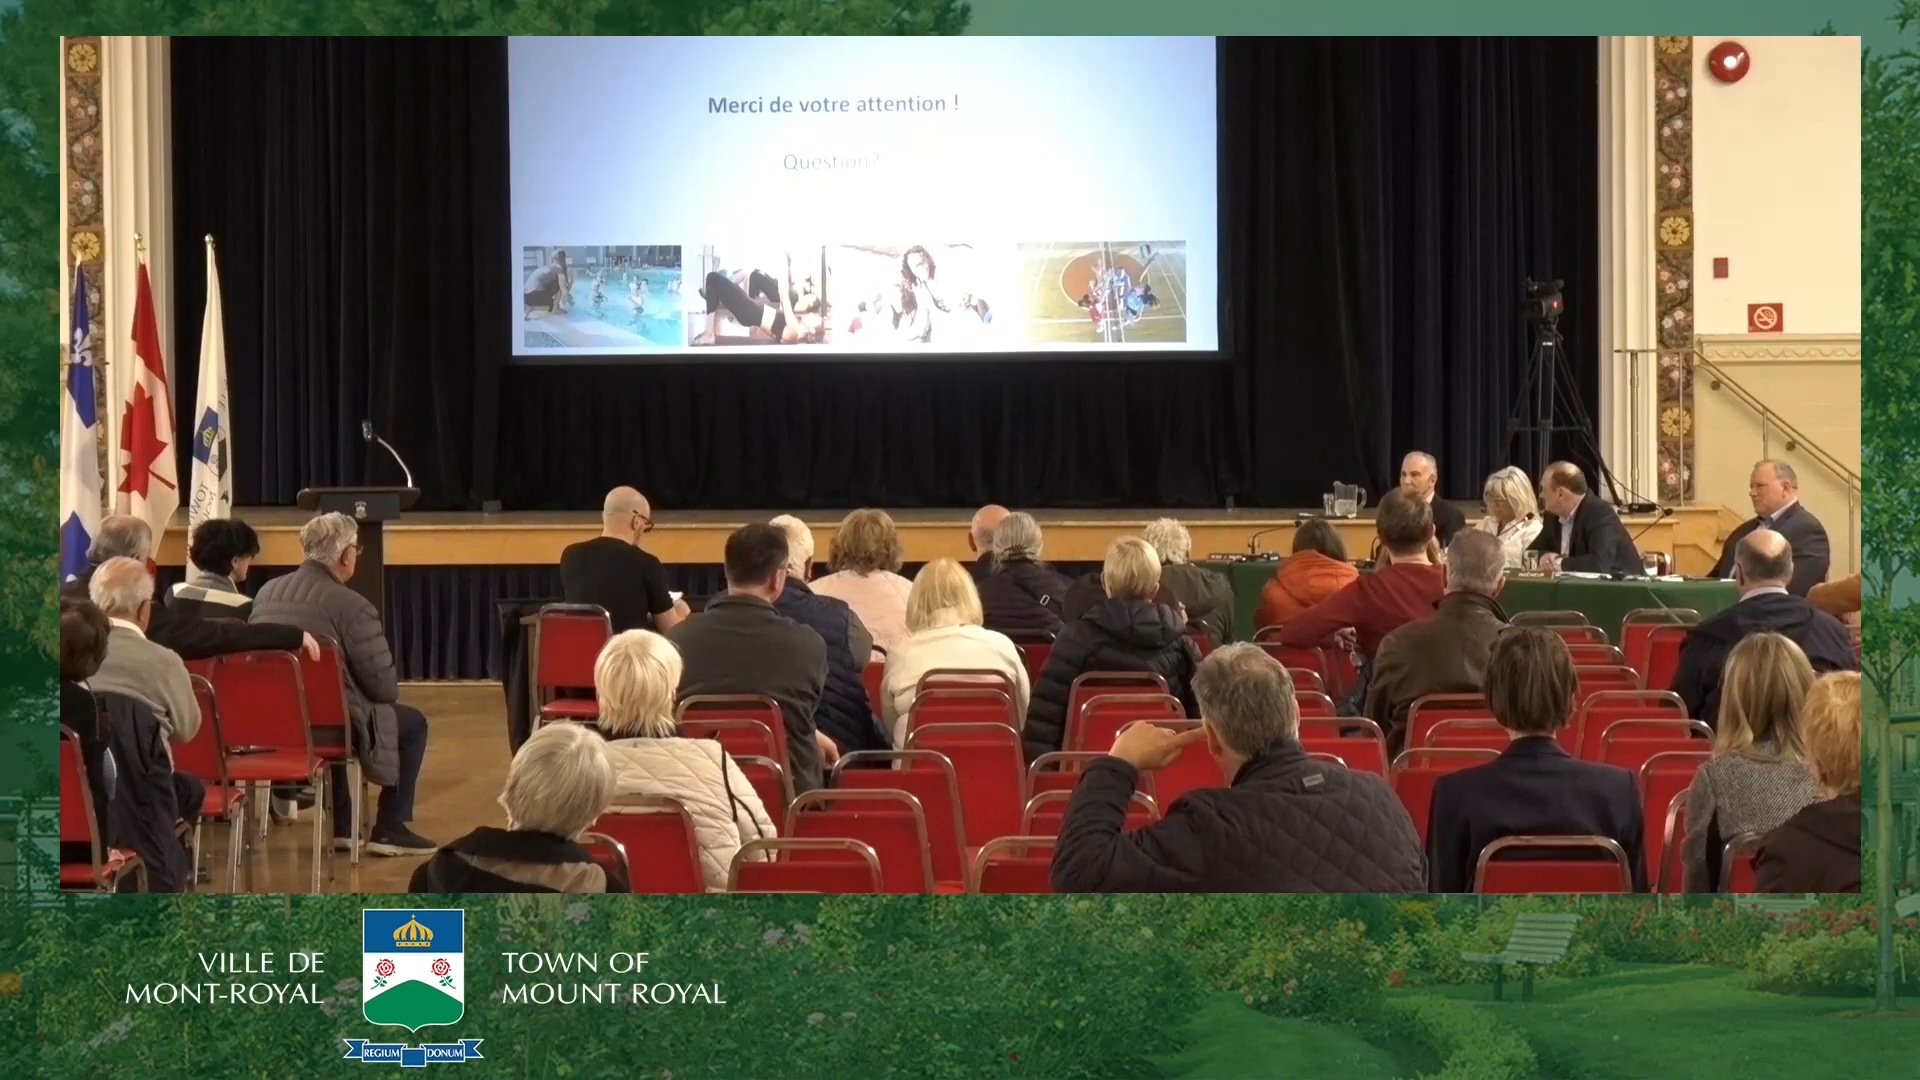 Merci de votre attention !
Question?
VILLE DE
MONT-ROYAL
TOWN OF
MOUNT ROYAL
REGIUM DONUM